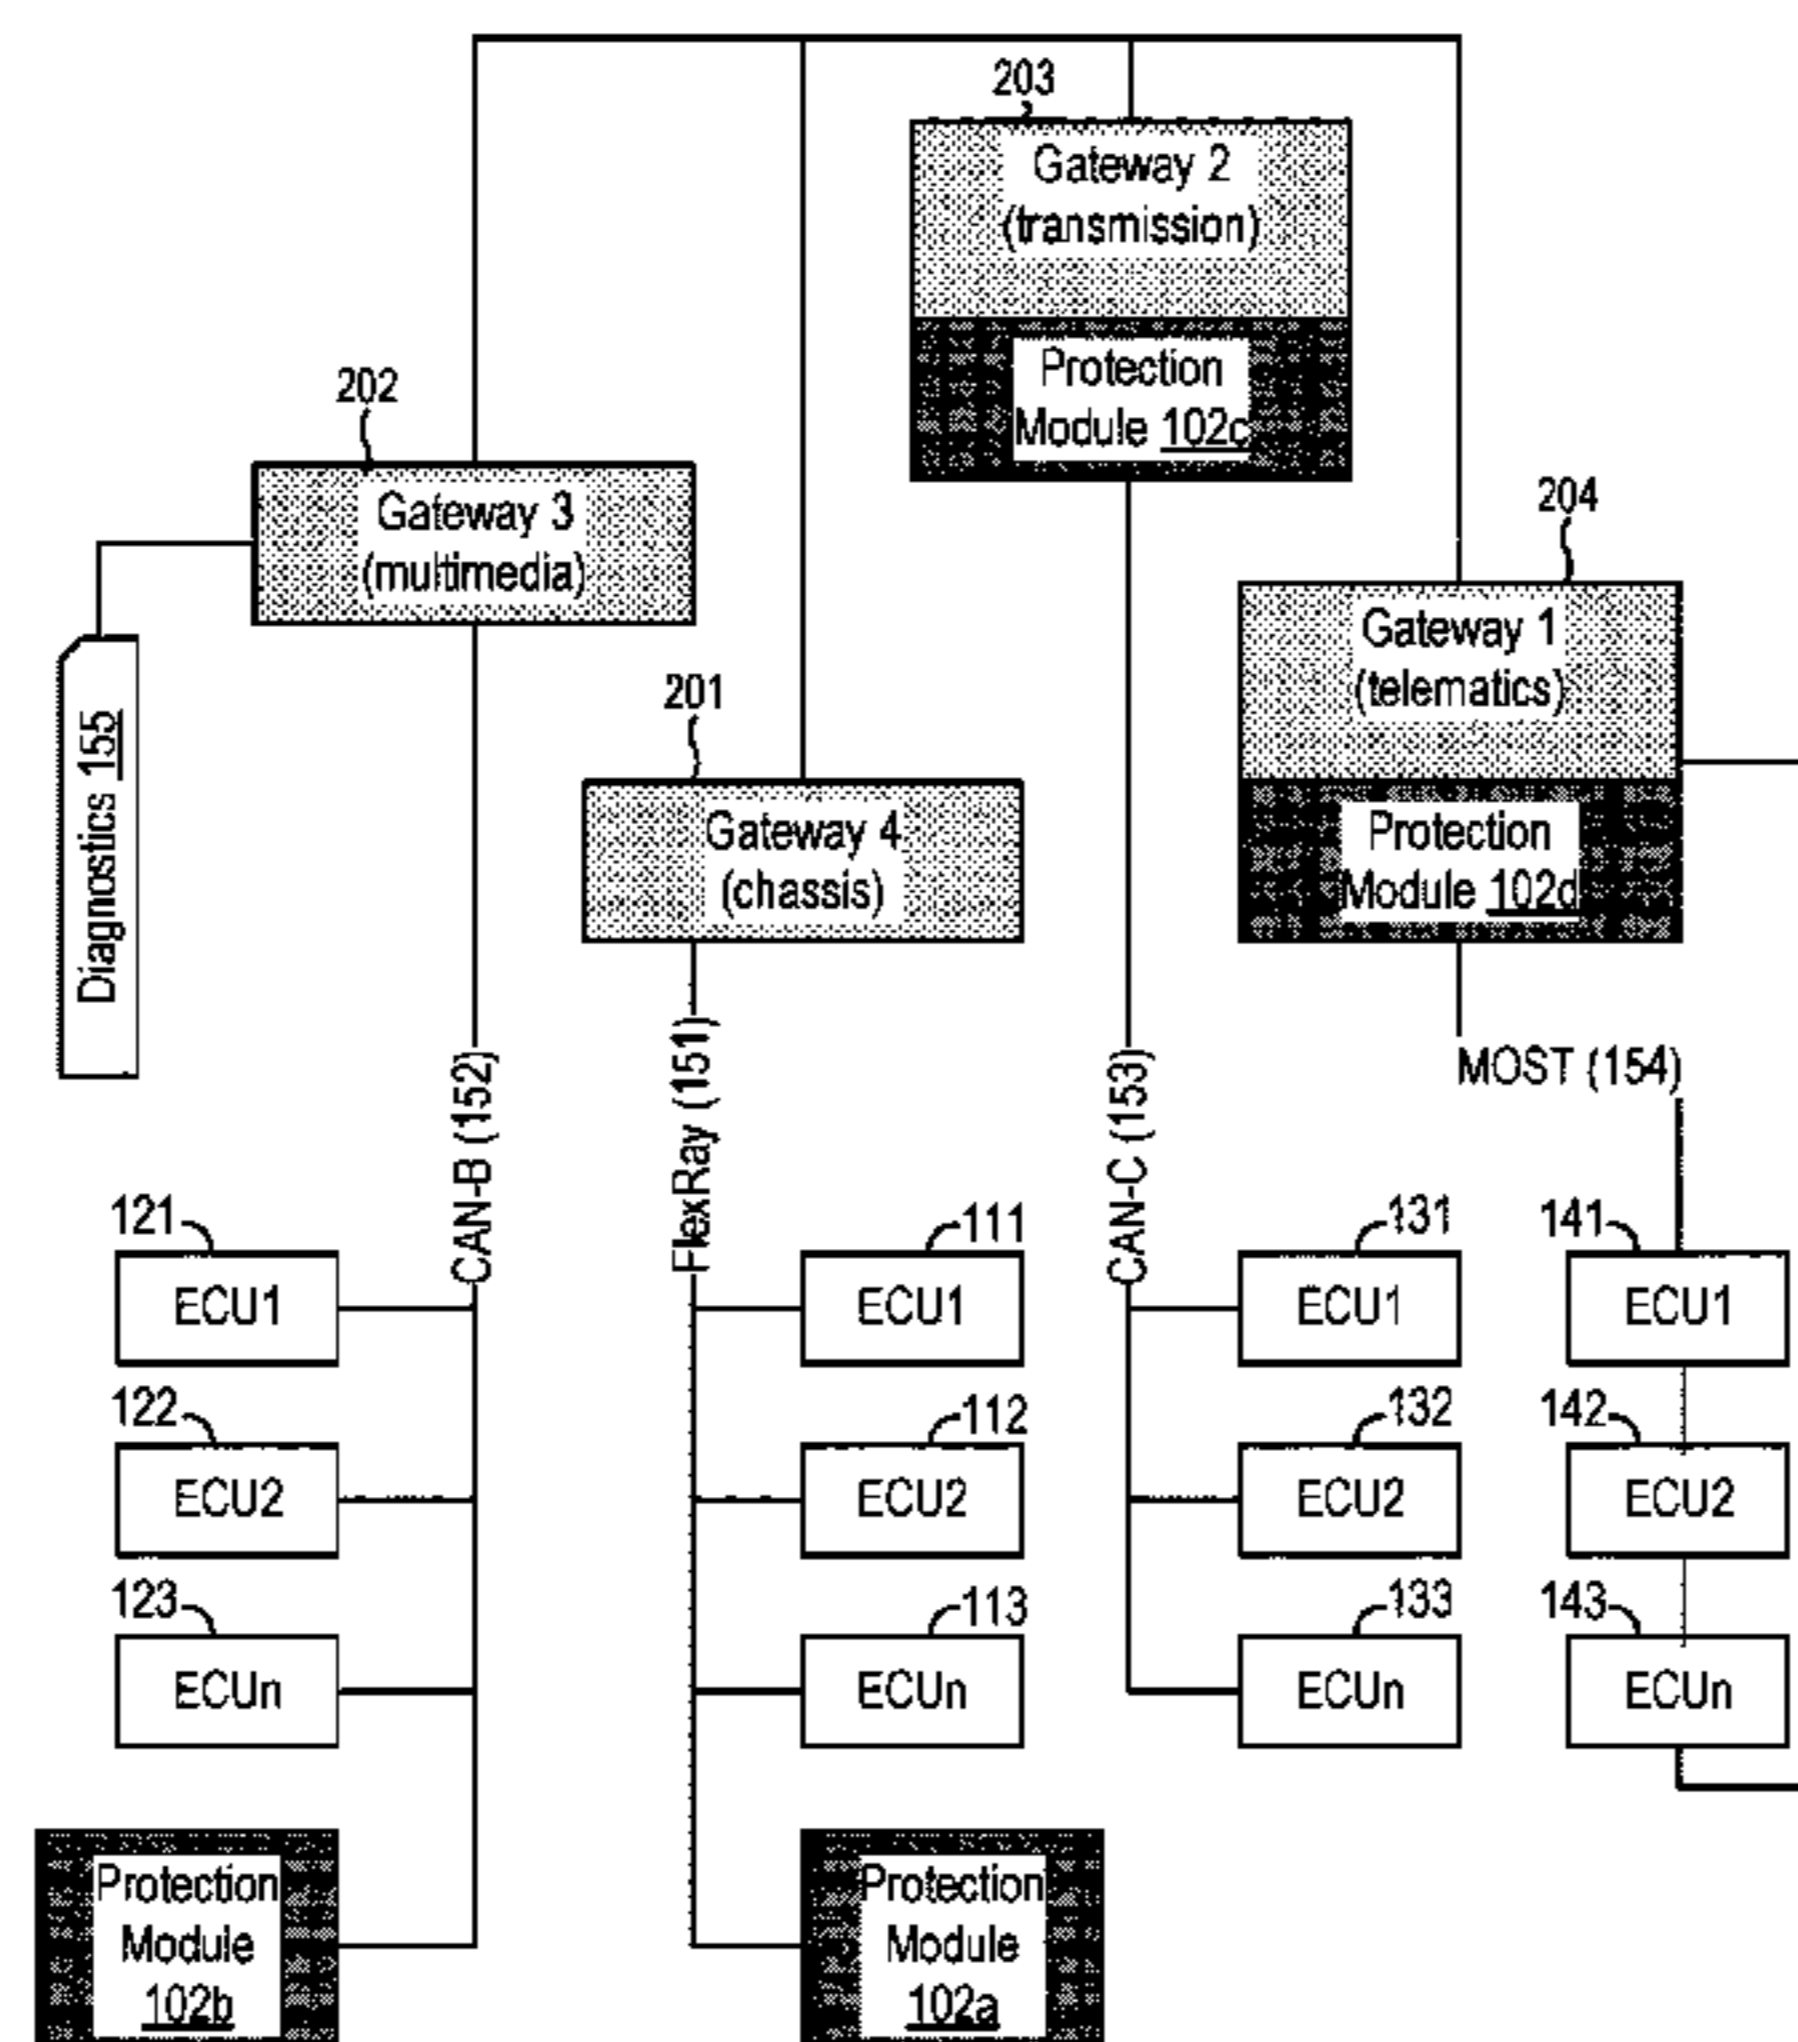 203
Gateway 2
(transmission)
Protection
Module 102c
202
Gateway 3
(multimedia)
204
Gateway 1
(telematics)
Protection
Module 102d
201
Gateway 4
(chassis)
Diagnostics 155
CAN-B (152)
FlexRay (151)
CAN-C (153)
MOST (154)
121
ECU1
122
ECU2
123
ECUn
111
ECU1
112
ECU2
113
ECUn
131
ECU1
132
ECU2
133
ECUn
141
ECU1
142
ECU2
143
ECUn
Protection
Module
102b
Protection
Module
102a